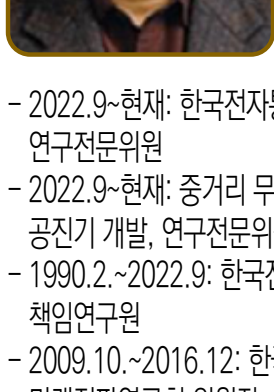 - 2022.9~현재: 한국전자
연구전문위원
- 2022.9~현재: 중거리 무
공진기 개발, 연구전문위
- 1990.2.~2022.9: 한국전
책임연구원
- 2009.10.~2016.12: 한국